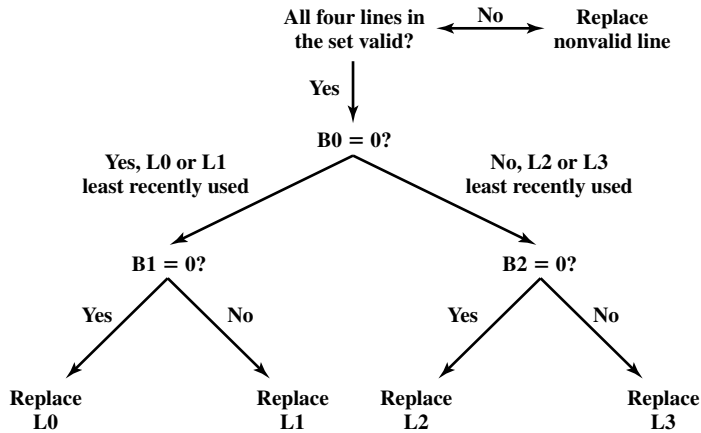 All four lines in
the set valid?
No
Replace
nonvalid line
Yes
B0 = 0?
Yes, L0 or L1
least recently used
No, L2 or L3
least recently used
B1 = 0?
B2 = 0?
Yes
No
Yes
No
Replace
L0
Replace
L1
Replace
L2
Replace
L3